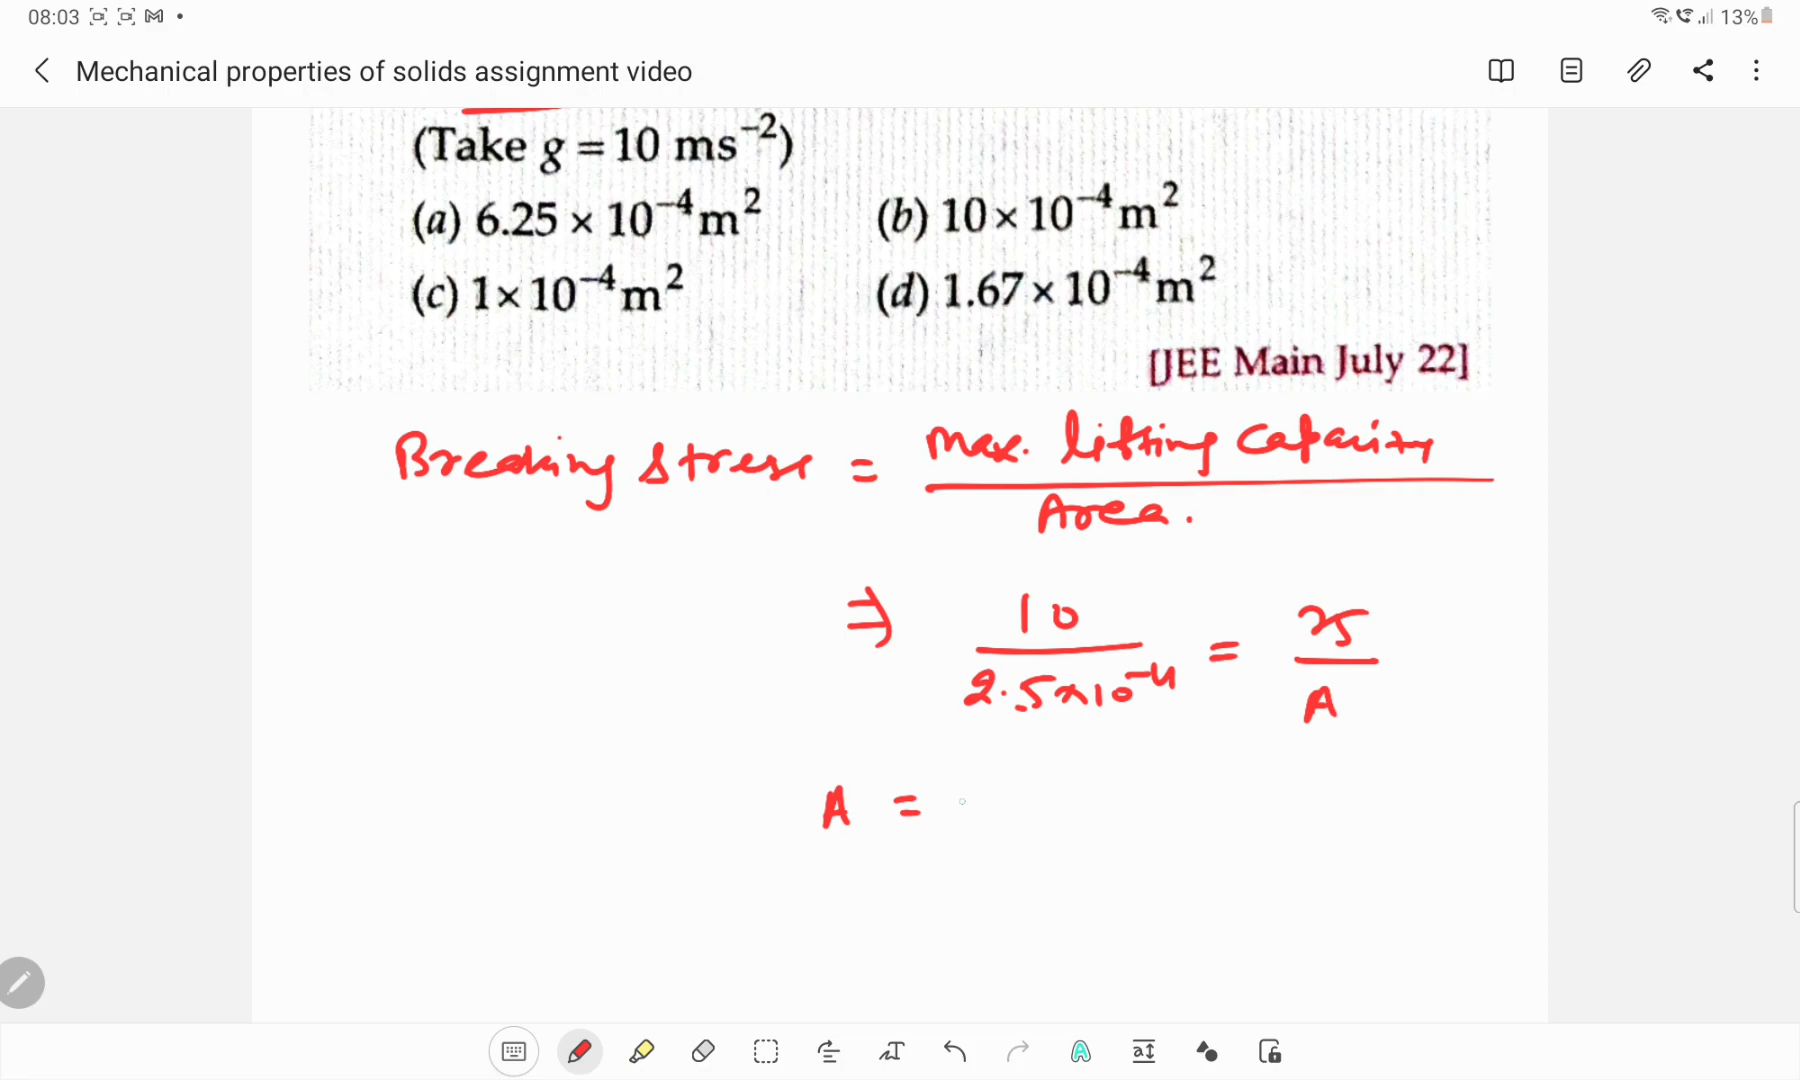 08:03
13%
Mechanical properties of solids assignment video
(Take g = 10 ms⁻²)
(a) 6.25 × 10⁻⁴ m² (b) 10 × 10⁻⁴ m²
(c) 1 × 10⁻⁴ m² (d) 1.67 × 10⁻⁴ m²
[JEE Main July 22]
Breaking stress = Max. lifting capacity / Area.
⇒ 10 / 2.5×10⁻⁴ = 25 / A
A =